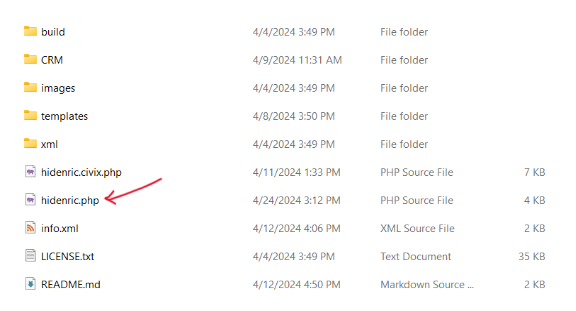 build 4/4/2024 3:49 PM File folder
CRM 4/9/2024 11:31 AM File folder
images 4/4/2024 3:49 PM File folder
templates 4/8/2024 3:50 PM File folder
xml 4/4/2024 3:49 PM File folder
hidenric.civix.php 4/11/2024 1:33 PM PHP Source File 7 KB
hidenric.php 4/24/2024 3:12 PM PHP Source File 4 KB
info.xml 4/12/2024 4:06 PM XML Source File 2 KB
LICENSE.txt 4/4/2024 3:49 PM Text Document 35 KB
README.md 4/12/2024 4:50 PM Markdown Source ... 2 KB